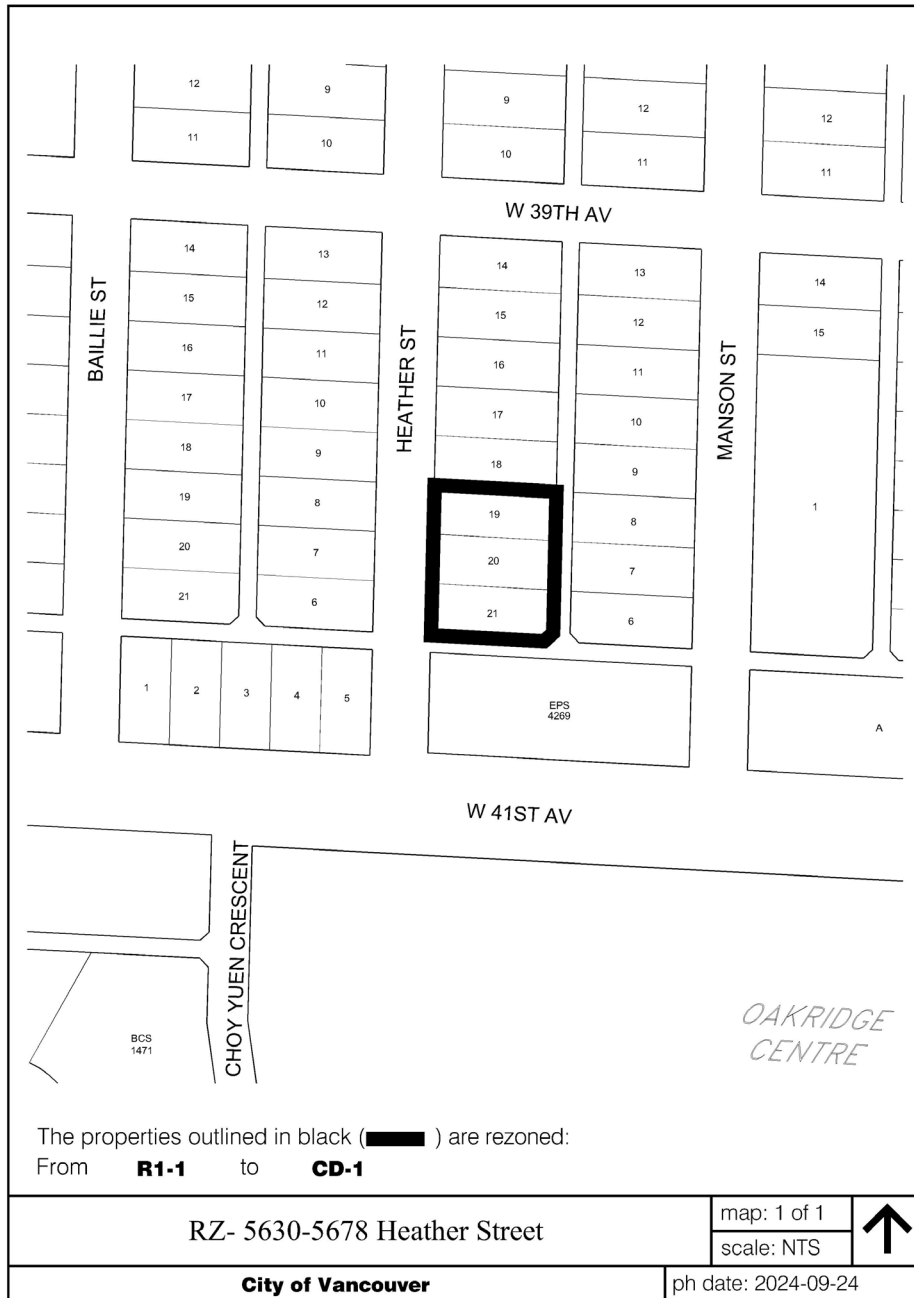 12
9
9
12
12
11
10
10
11
11
W 39TH AV
14
13
14
13
14
15
12
15
12
15
BAILLIE ST
HEATHER ST
MANSON ST
16
11
16
11
17
10
17
10
18
9
18
9
19
8
19
8
1
20
7
20
7
21
6
21
6
1
2
3
4
5
EPS
4269
A
W 41ST AV
CHOY YUEN CRESCENT
BCS
1471
OAKRIDGE
CENTRE
The properties outlined in black ( ) are rezoned:
From R1-1 to CD-1
RZ- 5630-5678 Heather Street
map: 1 of 1
scale: NTS
City of Vancouver
ph date: 2024-09-24